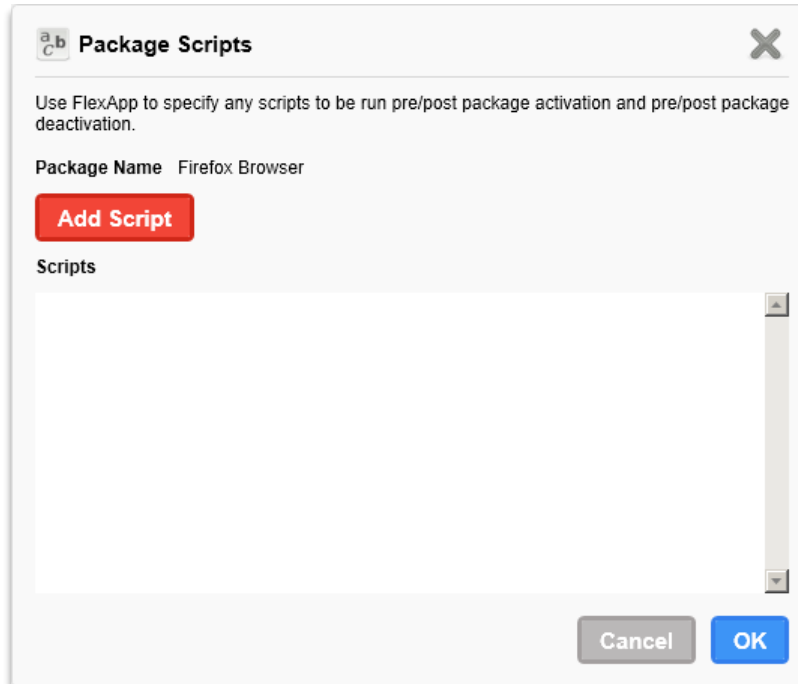 a b c Package Scripts
Use FlexApp to specify any scripts to be run pre/post package activation and pre/post package
deactivation.
Package Name Firefox Browser
Add Script
Scripts
Cancel OK